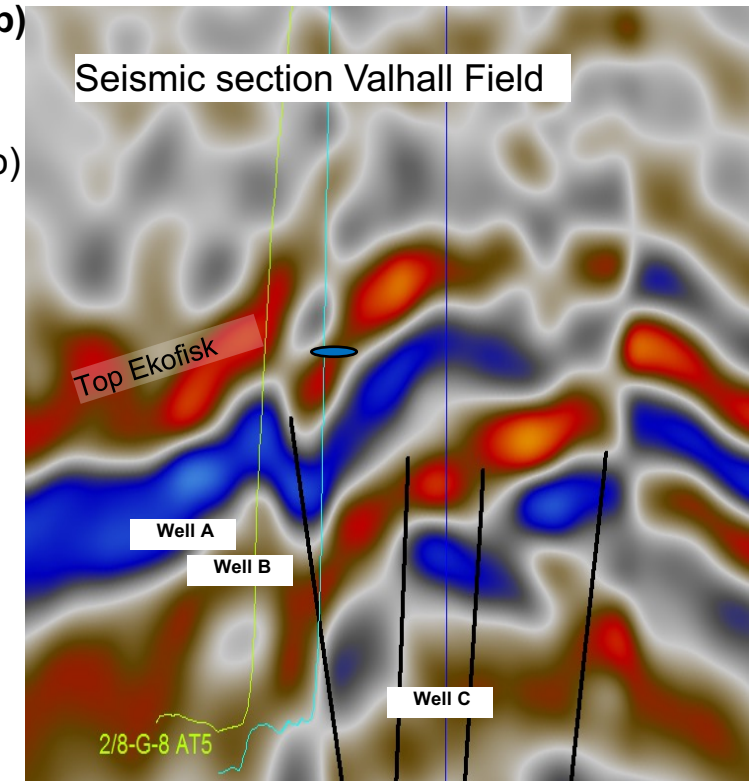 b)
Seismic section Valhall Field
b)
Top Ekofisk
Well A
Well B
Well C
2/8-G-8 AT5